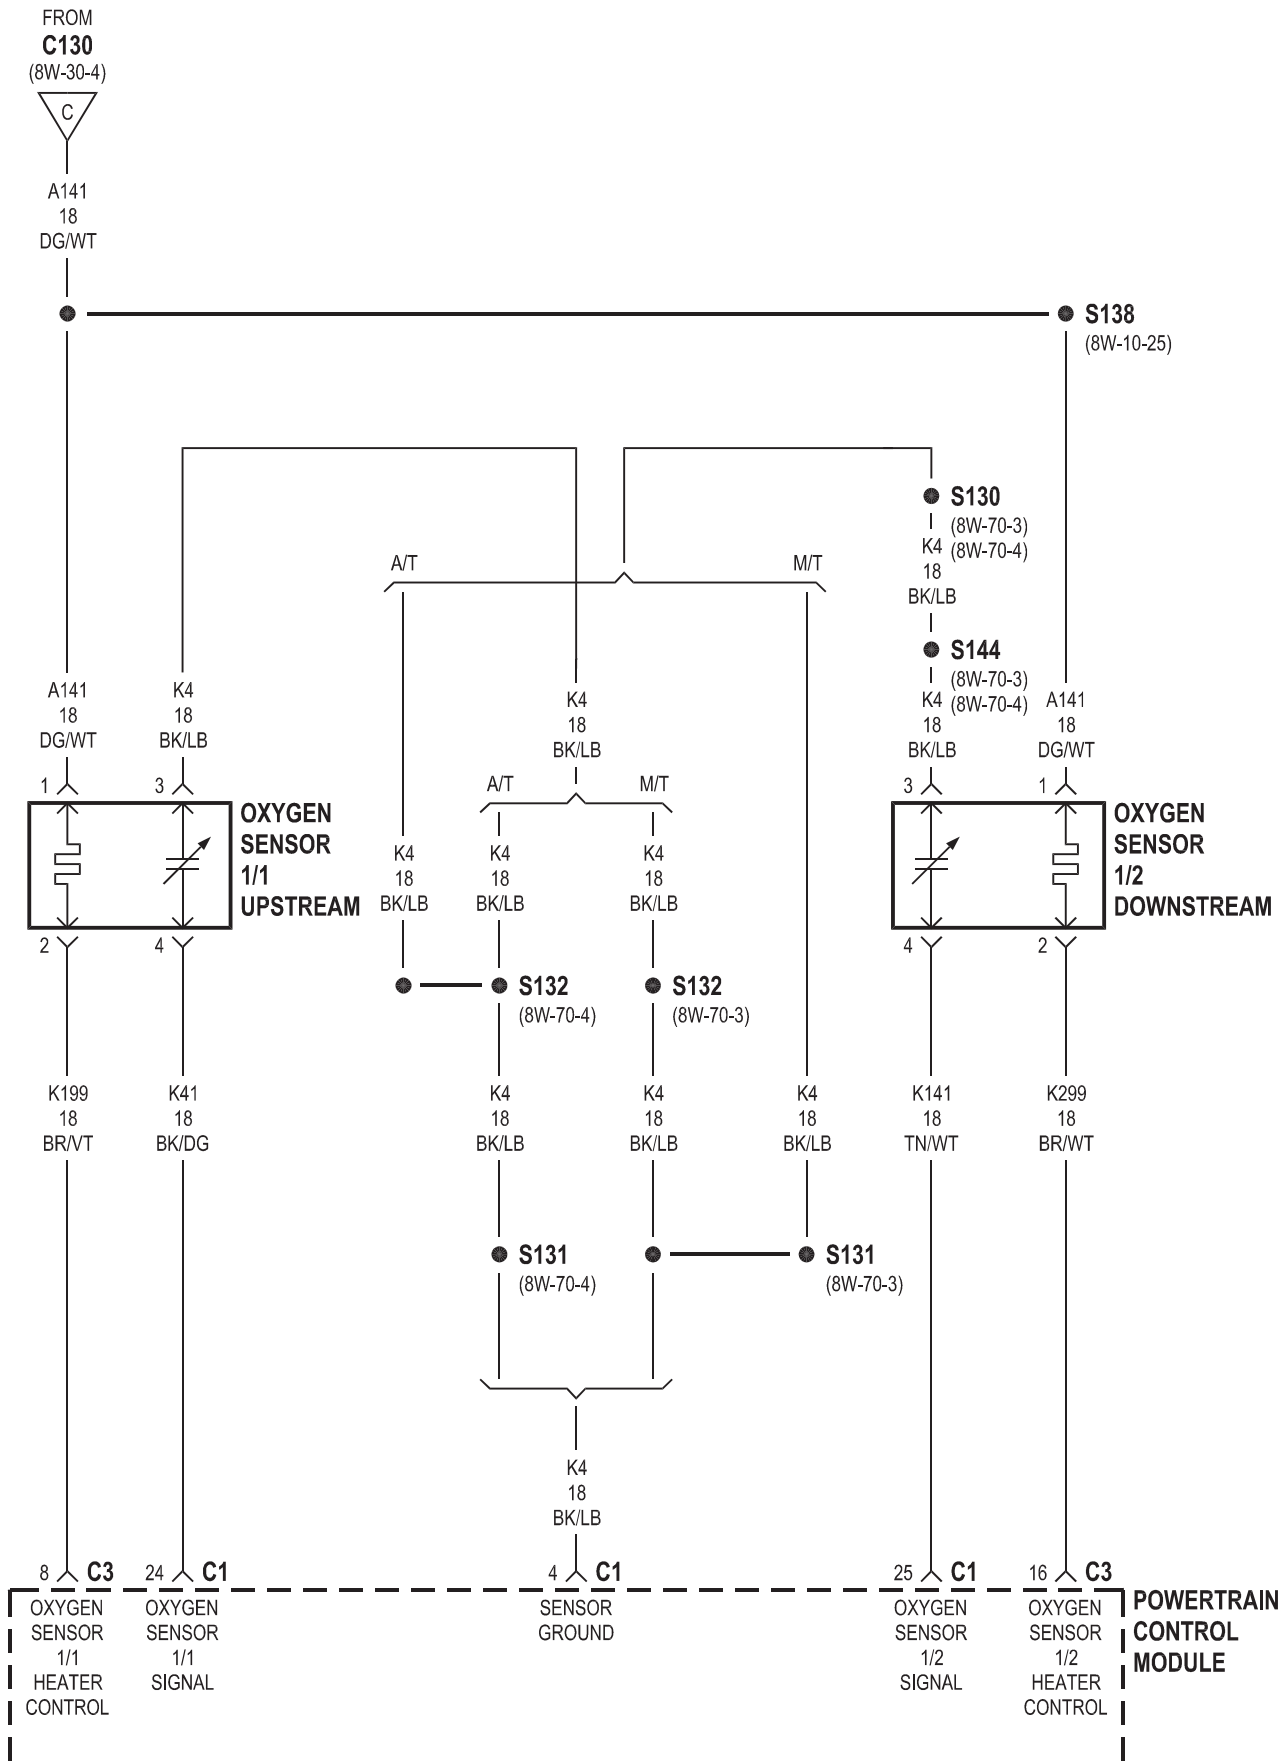 FROM
C130
(8W-30-4)
C
A141
18
DG/WT
S138
(8W-10-25)
S130
(8W-70-3)
(8W-70-4)
K4
18
BK/LB
A/T
M/T
S144
(8W-70-3)
(8W-70-4)
A141
18
DG/WT
K4
18
BK/LB
K4
18
BK/LB
K4
18
BK/LB
A141
18
DG/WT
1
3
A/T
M/T
3
1
OXYGEN
SENSOR
1/1
UPSTREAM
K4
18
BK/LB
K4
18
BK/LB
K4
18
BK/LB
OXYGEN
SENSOR
1/2
DOWNSTREAM
2
4
4
2
S132
(8W-70-4)
S132
(8W-70-3)
K199
18
BR/VT
K41
18
BK/DG
K4
18
BK/LB
K4
18
BK/LB
K4
18
BK/LB
K141
18
TN/WT
K299
18
BR/WT
S131
(8W-70-4)
S131
(8W-70-3)
K4
18
BK/LB
8 C3
24 C1
4 C1
25 C1
16 C3
OXYGEN
SENSOR
1/1
HEATER
CONTROL
OXYGEN
SENSOR
1/1
SIGNAL
SENSOR
GROUND
OXYGEN
SENSOR
1/2
SIGNAL
OXYGEN
SENSOR
1/2
HEATER
CONTROL
POWERTRAIN
CONTROL
MODULE